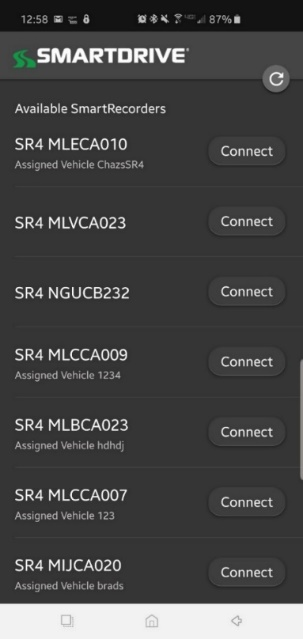 12:58 87%
SMARTDRIVE
Available SmartRecorders
SR4 MLECA010 Connect
Assigned Vehicle ChazsSR4
SR4 MLVCA023 Connect
SR4 NGUCB232 Connect
SR4 MLCCA009 Connect
Assigned Vehicle 1234
SR4 MLBCA023 Connect
Assigned Vehicle hdhdj
SR4 MLCCA007 Connect
Assigned Vehicle 123
SR4 MIJCA020 Connect
Assigned Vehicle brads